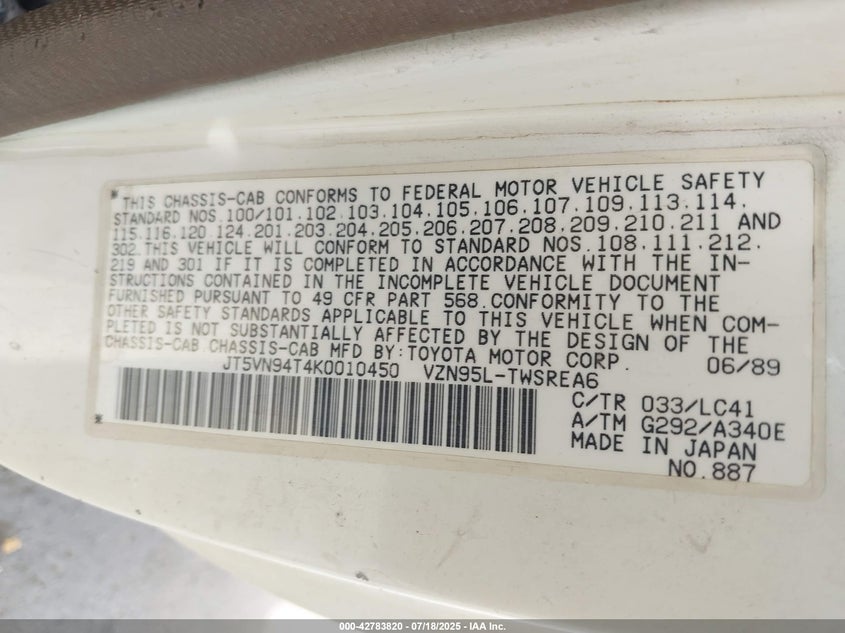 THIS CHASSIS-CAB CONFORMS TO FEDERAL MOTOR VEHICLE SAFETY
STANDARD NOS.100/101.102.103.104.105.106.107.109.113.114.
115.116.120.124.201.203.204.205.206.207.208.209.210.211 AND
302.THIS VEHICLE WILL CONFORM TO STANDARD NOS.108.111.212.
219 AND 301 IF IT IS COMPLETED IN ACCORDANCE WITH THE IN-
STRUCTIONS CONTAINED IN THE INCOMPLETE VEHICLE DOCUMENT
FURNISHED PURSUANT TO 49 CFR PART 568.CONFORMITY TO THE
OTHER SAFETY STANDARDS APPLICABLE TO THIS VEHICLE WHEN COM-
PLETED IS NOT SUBSTANTIALLY AFFECTED BY THE DESIGN OF THE
CHASSIS-CAB.CHASSIS-CAB MFD BY:TOYOTA MOTOR CORP. 06/89
JT5VN94T4K0010450 VZN95L-TWSREA6
C/TR 033/LC41
A/TM G292/A340E
MADE IN JAPAN
NO.887
000-42783820 - 07/18/2025 - IAA Inc.